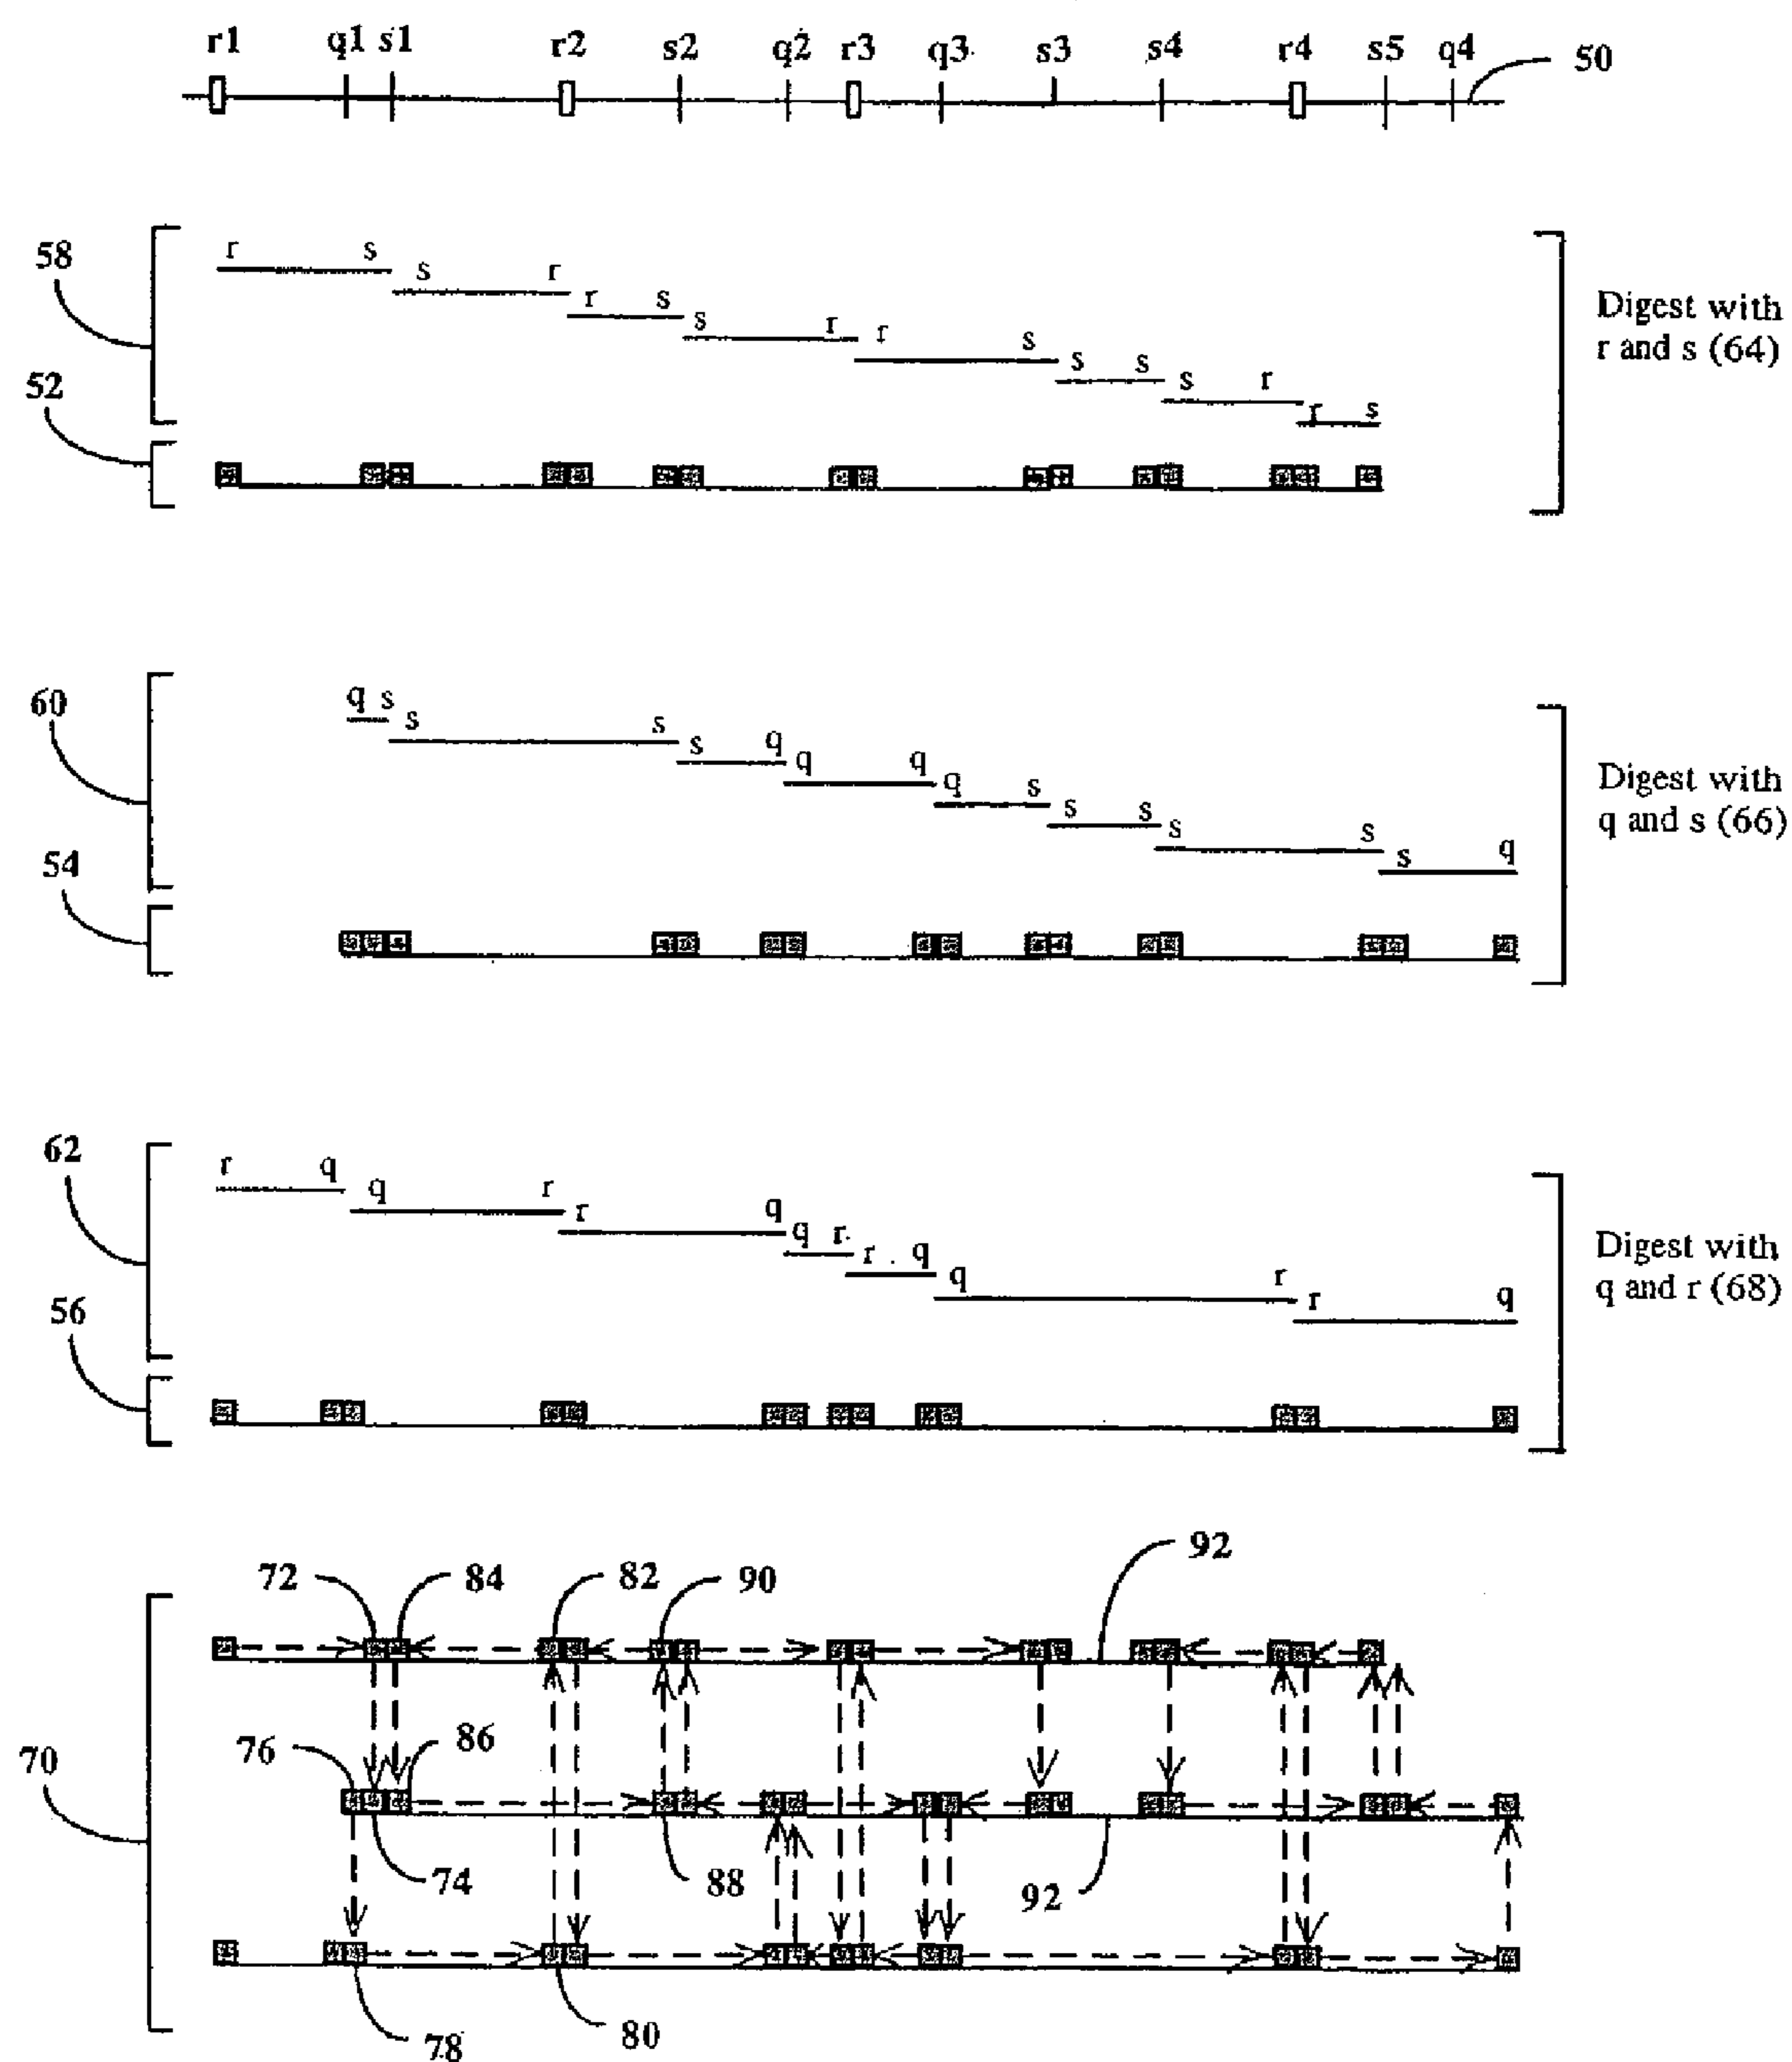 r1 q1 s1 r2 s2 q2 r3 q3 s3 s4 r4 s5 q4 50
58
r s
s r
r s
s r
r s
s s
s r
r s
Digest with
r and s (64)
52
60
q s
s s
s q
q q
q s
s s
s s
s q
Digest with
q and s (66)
54
62
r q
q r
r q
q r
r q
q r
r q
Digest with
q and r (68)
56
92
72 84 82 90
76 86
70
74 88 92
78 80